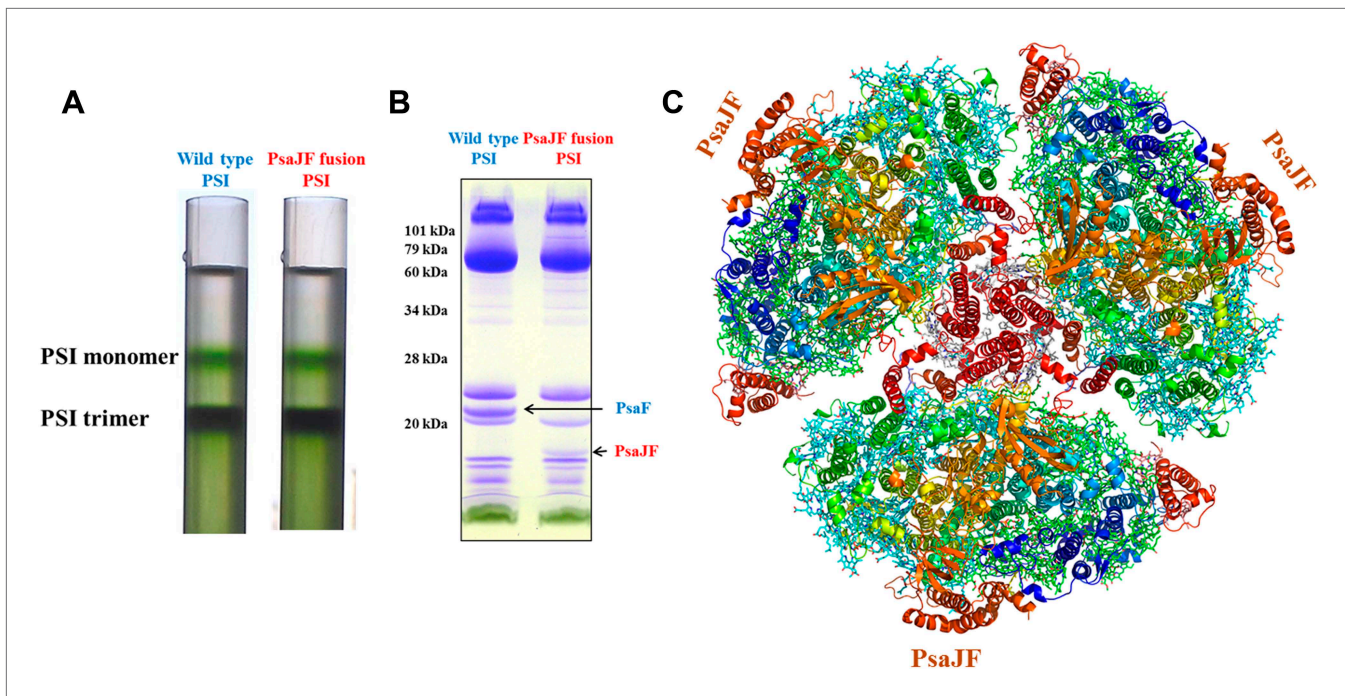 A
B
C
Wild type
PSI
PsaJF fusion
PSI
PSI monomer
PSI trimer
Wild type
PSI
PsaJF fusion
PSI
101 kDa
79 kDa
60 kDa
34 kDa
28 kDa
20 kDa
PsaF
PsaJF
PsaJF
PsaJF
PsaJF